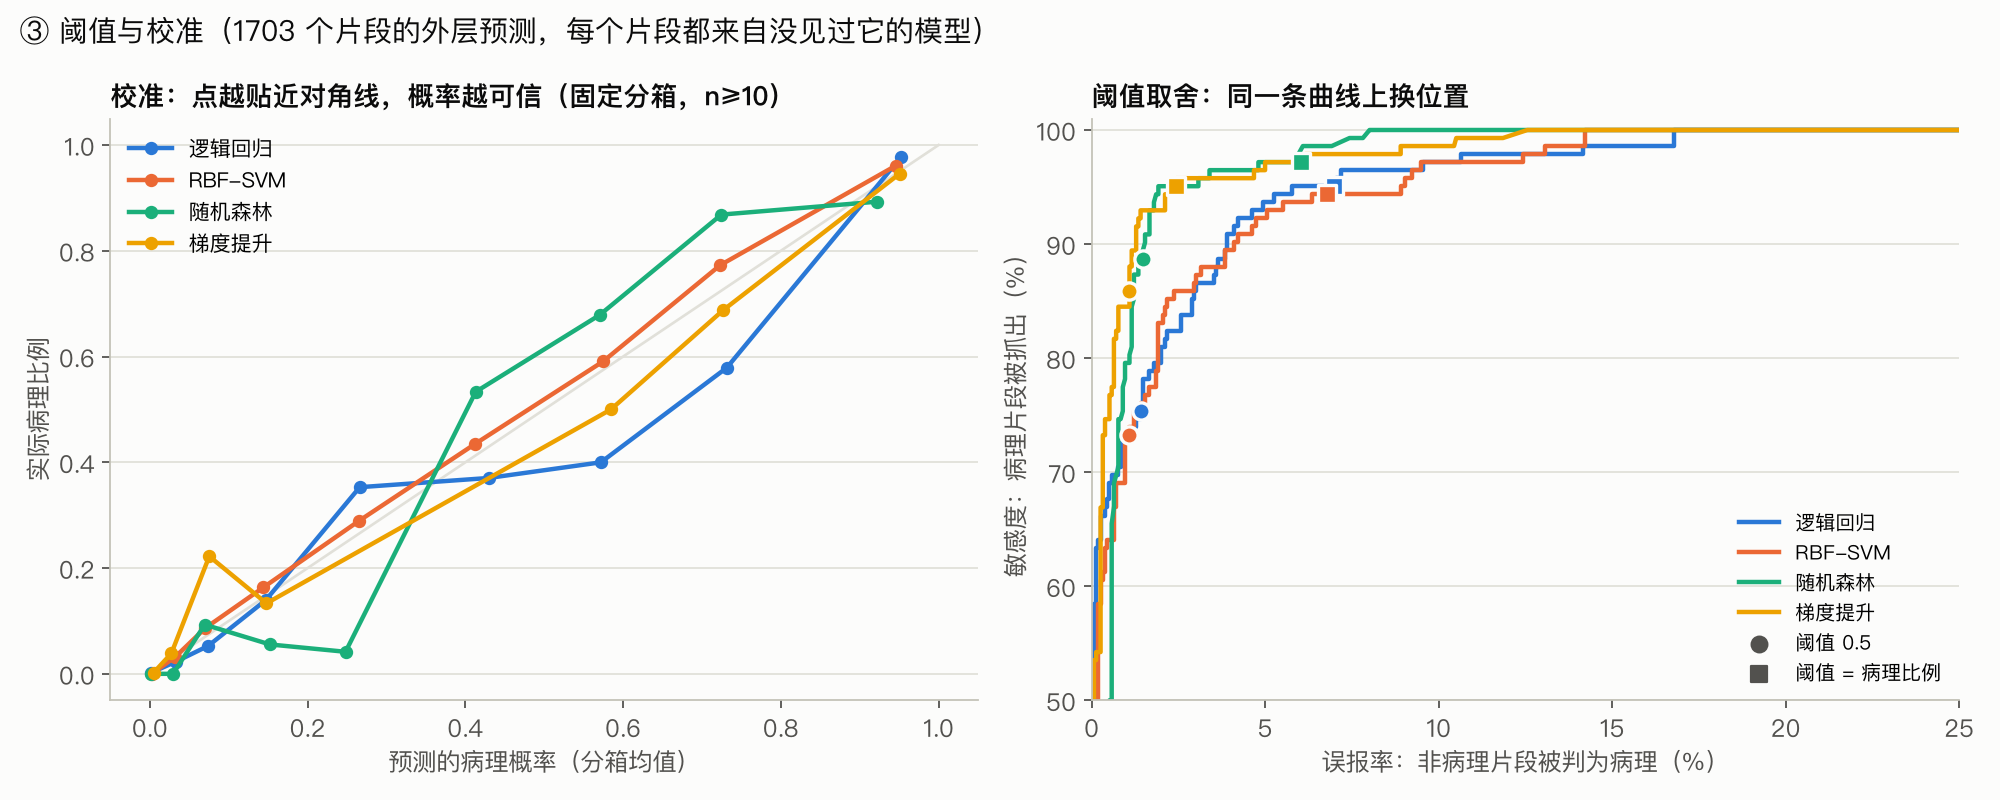 ③ 阈值与校准（1703 个片段的外层预测，每个片段都来自没见过它的模型）
校准：点越贴近对角线，概率越可信（固定分箱，n≥10）
逻辑回归
RBF−SVM
随机森林
梯度提升
1.0
0.8
0.6
0.4
0.2
0.0
实际病理比例
0.0 0.2 0.4 0.6 0.8 1.0
预测的病理概率（分箱均值）
阈值取舍：同一条曲线上换位置
100
90
80
70
60
50
敏感度：病理片段被抓出（%）
逻辑回归
RBF−SVM
随机森林
梯度提升
阈值 0.5
阈值 = 病理比例
0 5 10 15 20 25
误报率：非病理片段被判为病理（%）